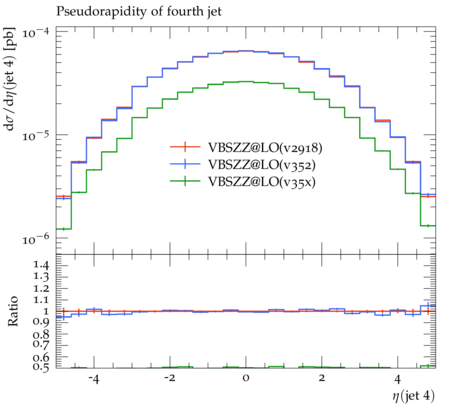 Pseudorapidity of fourth jet
dσ/dη(jet 4) [pb]
10⁻⁴
10⁻⁵
10⁻⁶
VBSZZ@LO(v2918)
VBSZZ@LO(v352)
VBSZZ@LO(v35x)
Ratio
1.4
1.3
1.2
1.1
1
0.9
0.8
0.7
0.6
0.5
-4 -2 0 2 4
η(jet 4)